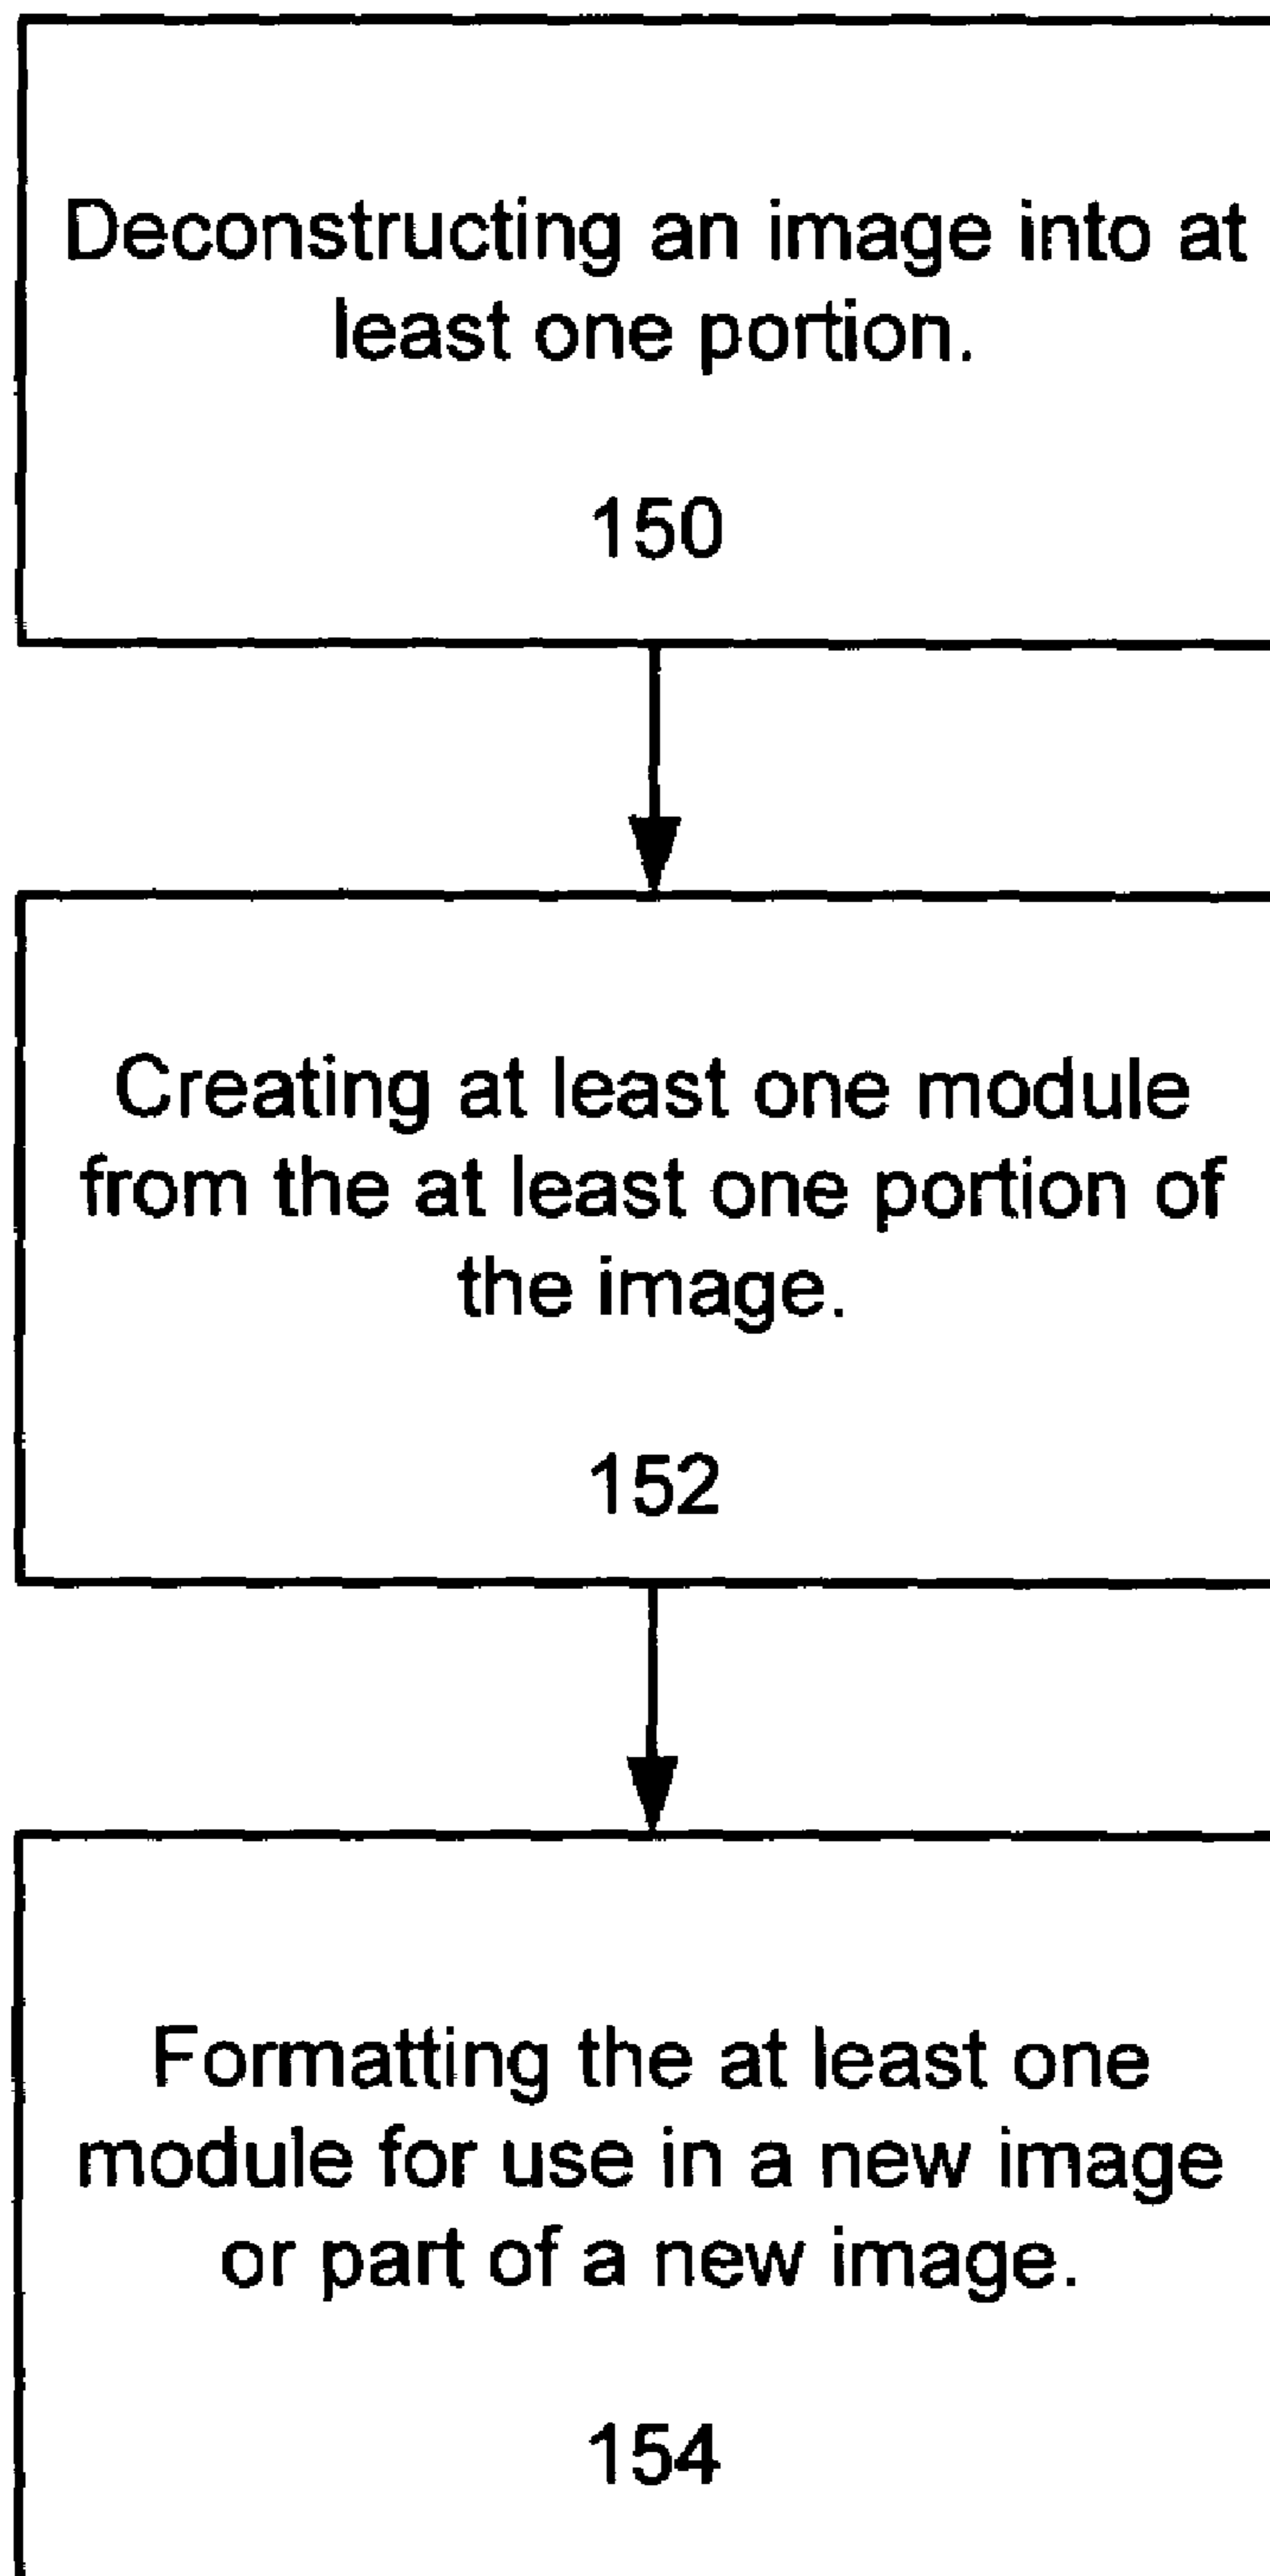 Deconstructing an image into at
least one portion.
150
Creating at least one module
from the at least one portion of
the image.
152
Formatting the at least one
module for use in a new image
or part of a new image.
154